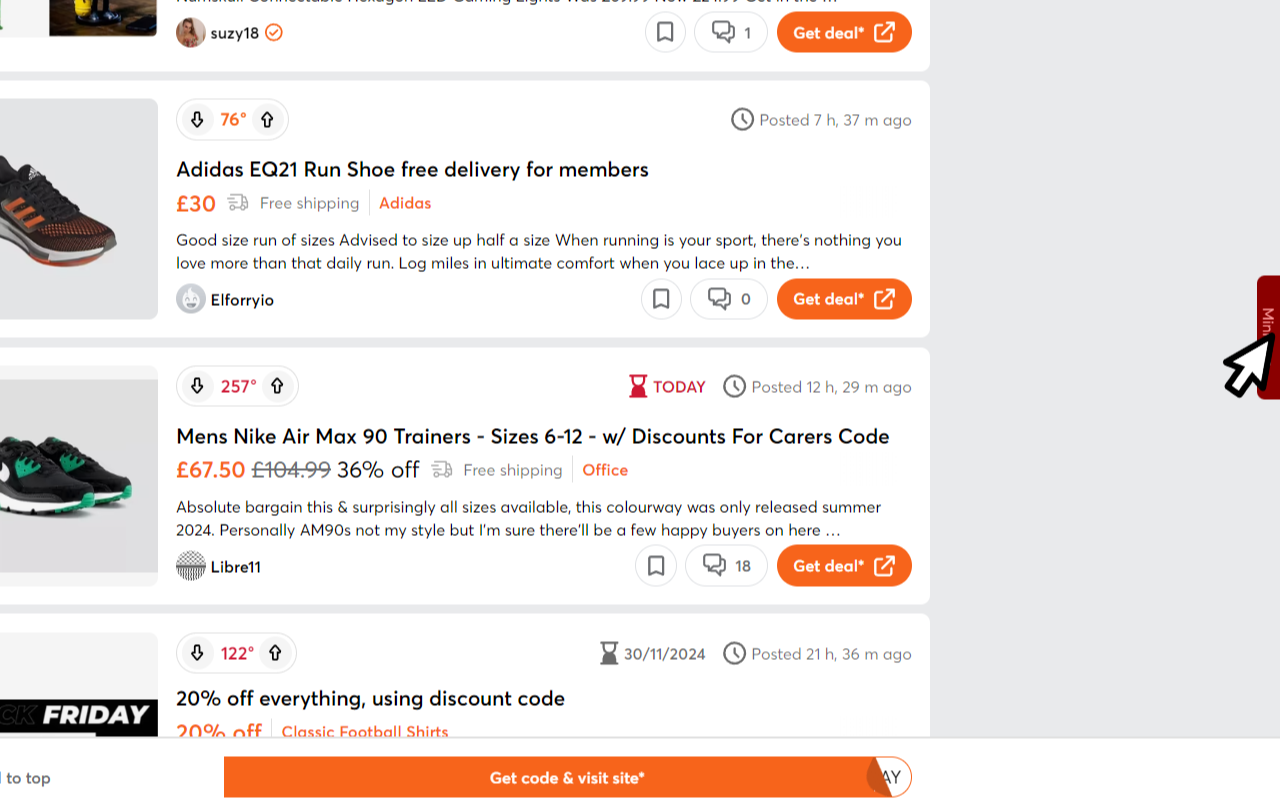 suzy18
1
Get deal*
76°
Posted 7 h, 37 m ago
Adidas EQ21 Run Shoe free delivery for members
£30 Free shipping Adidas
Good size run of sizes Advised to size up half a size When running is your sport, there's nothing you
love more than that daily run. Log miles in ultimate comfort when you lace up in the…
Elforryio
0
Get deal*
257°
TODAY
Posted 12 h, 29 m ago
Mens Nike Air Max 90 Trainers - Sizes 6-12 - w/ Discounts For Carers Code
£67.50 £104.99 36% off Free shipping Office
Absolute bargain this & surprisingly all sizes available, this colourway was only released summer
2024. Personally AM90s not my style but I'm sure there'll be a few happy buyers on here …
Libre11
18
Get deal*
122°
30/11/2024
Posted 21 h, 36 m ago
20% off everything, using discount code
FRIDAY
20% off Classic Football Shirts
to top
Get code & visit site*
AY
Min